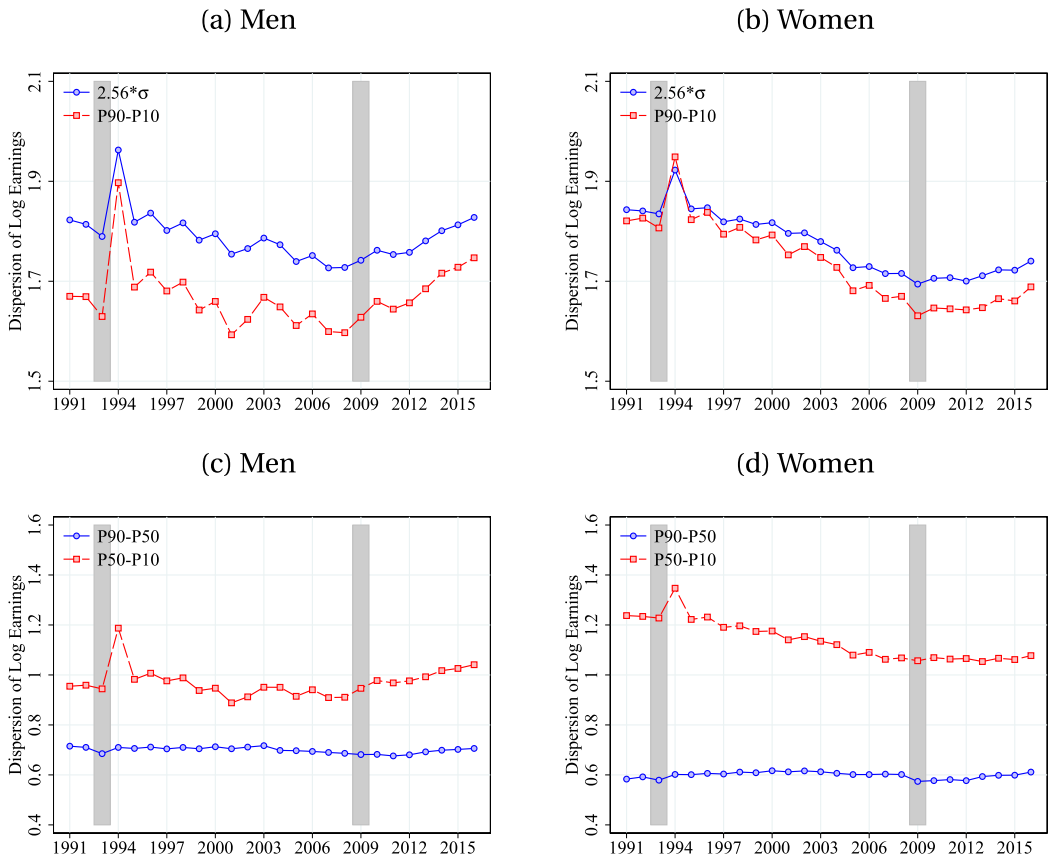 (a) Men
Dispersion of Log Earnings
2.1
1.9
1.7
1.5
2.56*σ
P90-P10
1991 1994 1997 2000 2003 2006 2009 2012 2015
(b) Women
Dispersion of Log Earnings
2.1
1.9
1.7
1.5
2.56*σ
P90-P10
1991 1994 1997 2000 2003 2006 2009 2012 2015
(c) Men
Dispersion of Log Earnings
1.6
1.4
1.2
1
0.8
0.6
0.4
P90-P50
P50-P10
1991 1994 1997 2000 2003 2006 2009 2012 2015
(d) Women
Dispersion of Log Earnings
1.6
1.4
1.2
1
0.8
0.6
0.4
P90-P50
P50-P10
1991 1994 1997 2000 2003 2006 2009 2012 2015